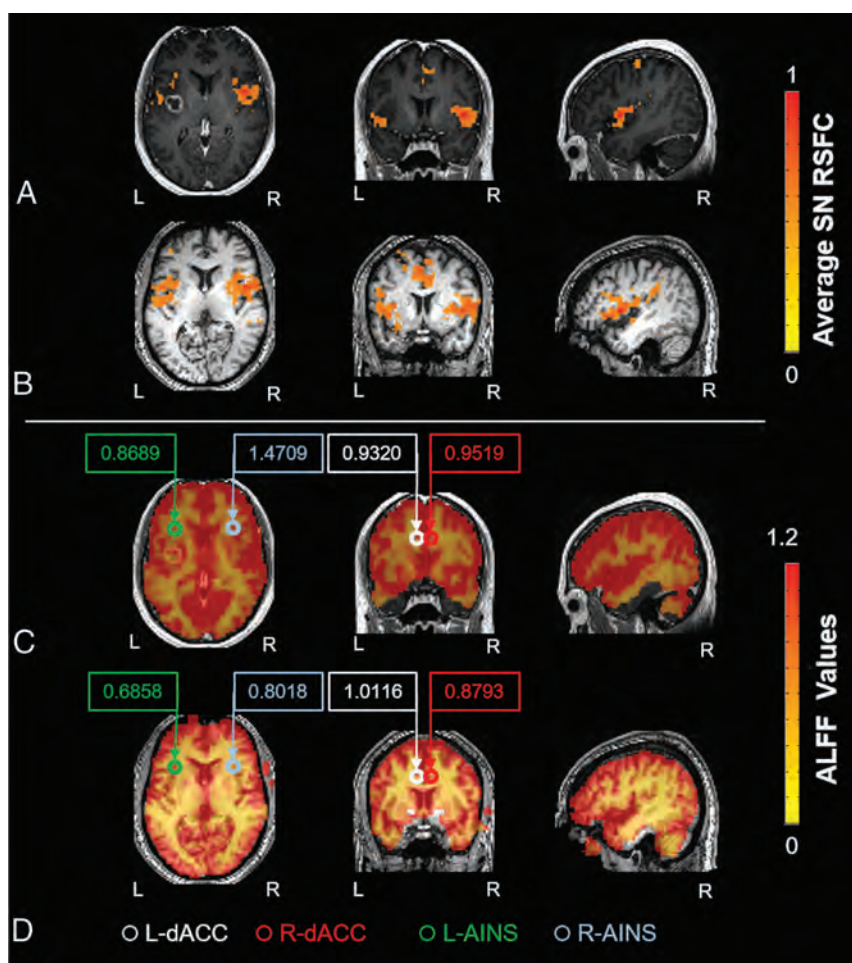 1
Average SN RSFC
0
A
L R L R R
B
L R L R R
0.8689 1.4709 0.9320 0.9519
1.2
ALFF Values
0
C
L R L R R
0.6858 0.8018 1.0116 0.8793
L R L R R
D
L-dACC R-dACC L-AINS R-AINS